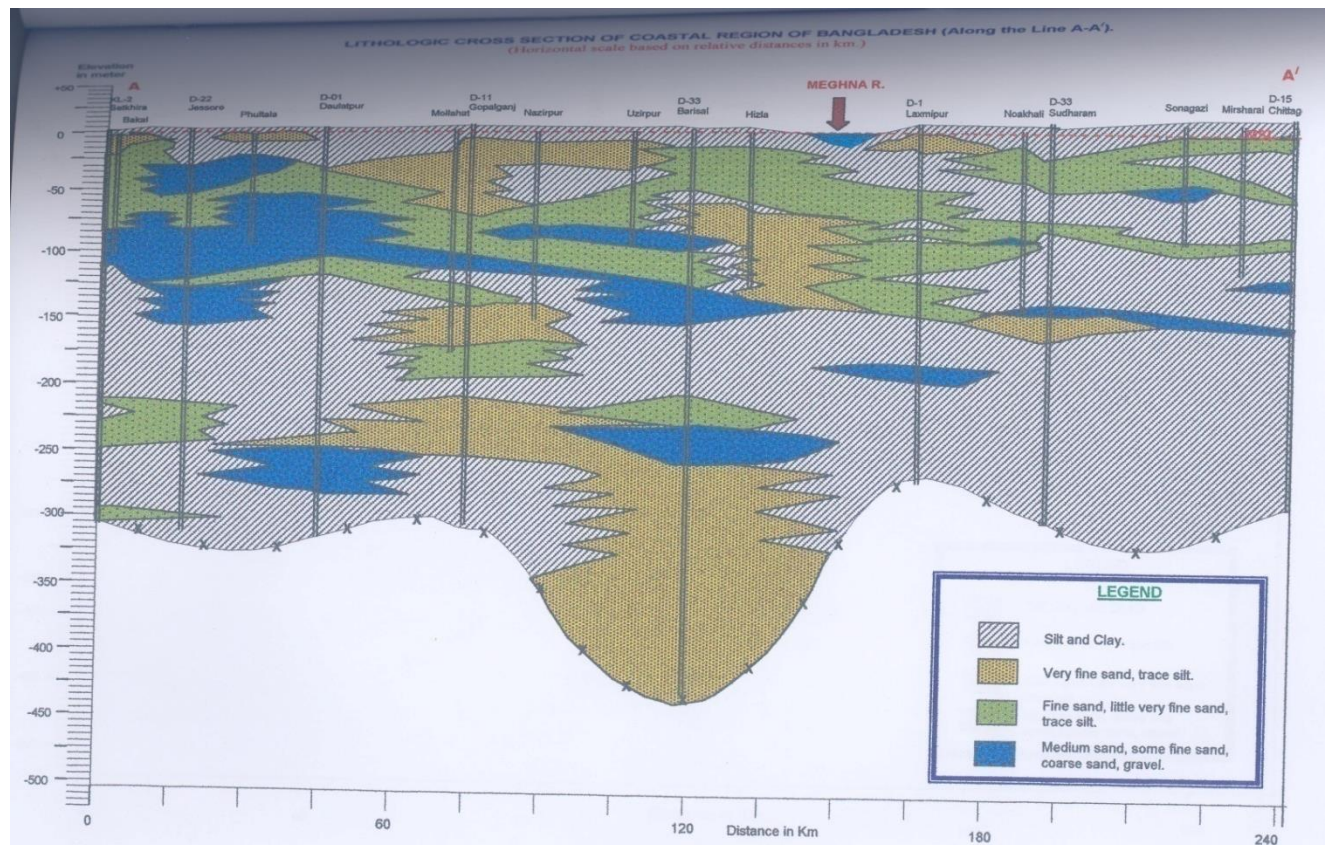 LITHOLOGIC CROSS SECTION OF COASTAL REGION OF BANGLADESH (Along the Line A-A').
(Horizontal scale based on relative distances in km.)
Elevation
in meter
A
MEGHNA R.
A'
+50
KL-2
Satkhira
Bakal
D-22
Jessore
Phultala
D-01
Daulatpur
Mollahat
D-11
Gopalganj
Nazirpur
Uzirpur
D-33
Barisal
Hizla
D-1
Laxmipur
Noakhali
D-33
Sudharam
Sonagazi
Mirsharai
D-15
Chittag
0
MSL
-50
-100
-150
-200
-250
-300
-350
-400
-450
-500
LEGEND
Silt and Clay.
Very fine sand, trace silt.
Fine sand, little very fine sand,
trace silt.
Medium sand, some fine sand,
coarse sand, gravel.
0
60
120
180
240
Distance in Km